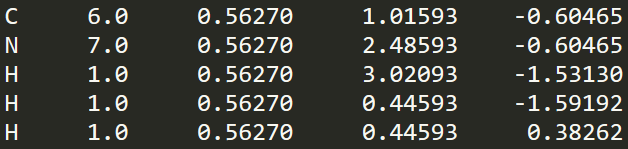 C 6.0 0.56270 1.01593 -0.60465
N 7.0 0.56270 2.48593 -0.60465
H 1.0 0.56270 3.02093 -1.53130
H 1.0 0.56270 0.44593 -1.59192
H 1.0 0.56270 0.44593 0.38262